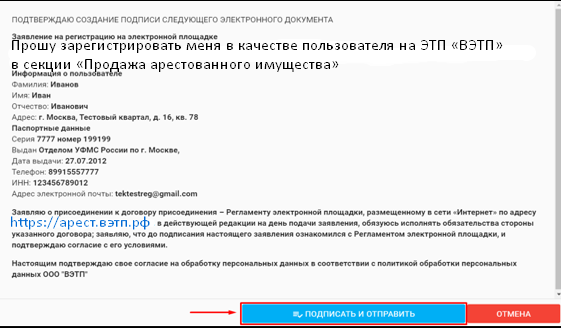 ПОДТВЕРЖДАЮ СОЗДАНИЕ ПОДПИСИ СЛЕДУЮЩЕГО ЭЛЕКТРОННОГО ДОКУМЕНТА
Заявление на регистрацию на электронной площадке
Прошу зарегистрировать меня в качестве пользователя на ЭТП «ВЭТП»
в секции «Продажа арестованного имущества»
Информация о пользователе
Фамилия: Иванов
Имя: Иван
Отчество: Иванович
Адрес: г. Москва, Тестовый квартал, д. 16, кв. 78
Паспортные данные
Серия 7777 номер 199199
Выдан Отделом УФМС России по г. Москве,
Дата выдачи: 27.07.2012
Телефон: 89915557777
ИНН: 123456789012
Адрес электронной почты: tektestreg@gmail.com
Заявляю о присоединении к договору присоединения – Регламенту электронной площадки, размещенному в сети «Интернет» по адресу
https://арест.вэтп.рф в действующей редакции на день подачи заявления, обязуюсь исполнять обязательства стороны
указанного договора; заявляю, что до подписания настоящего заявления ознакомился с Регламентом электронной площадки, и
подтверждаю согласие с его условиями.
Настоящим подтверждаю свое согласие на обработку персональных данных в соответствии с политикой обработки персональных
данных ООО "ВЭТП"
ПОДПИСАТЬ И ОТПРАВИТЬ
ОТМЕНА